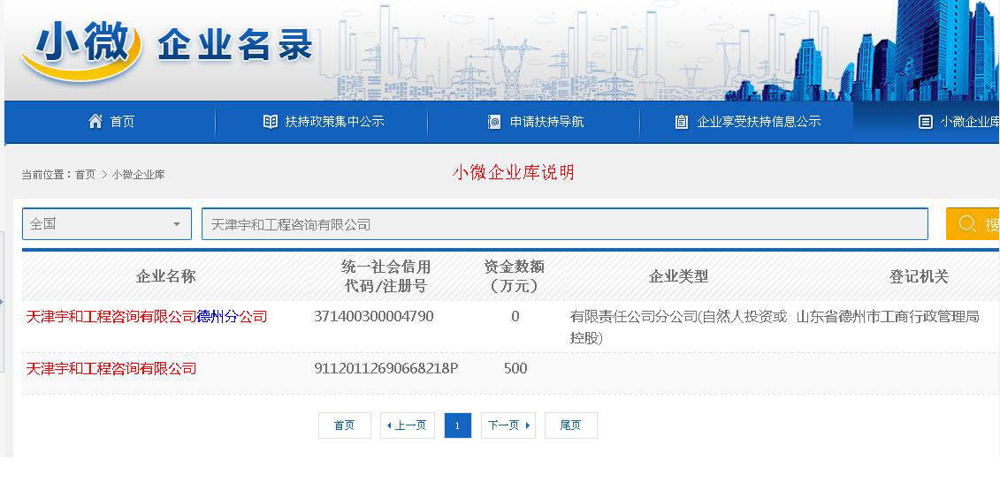 小微 企业名录
首页 扶持政策集中公示 申请扶持导航 企业享受扶持信息公示 小微企业库
当前位置：首页 > 小微企业库 小微企业库说明
全国 天津宇和工程咨询有限公司 搜
企业名称 统一社会信用 资金数额 企业类型 登记机关
代码/注册号 （万元）
天津宇和工程咨询有限公司德州分公司 371400300004790 0 有限责任公司分公司(自然人投资或 山东省德州市工商行政管理局
控股)
天津宇和工程咨询有限公司 91120112690668218P 500
首页 上一页 1 下一页 尾页